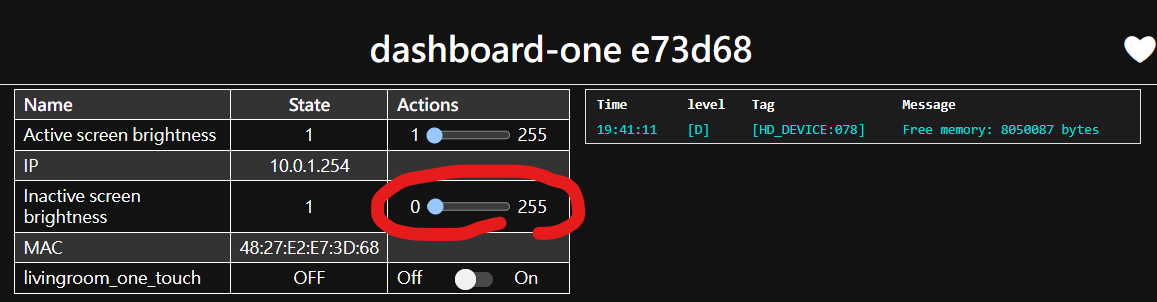 dashboard-one e73d68
Name State Actions
Active screen brightness 1 1 255
IP 10.0.1.254
Inactive screen
brightness 1 0 255
MAC 48:27:E2:E7:3D:68
livingroom_one_touch OFF Off On
Time level Tag Message
19:41:11 [D] [HD_DEVICE:078] Free memory: 8050087 bytes